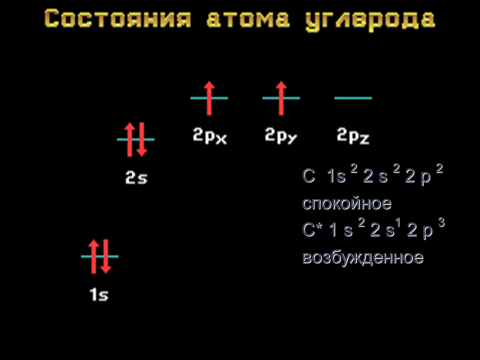 Состояния атома углерода
2pX 2pY 2pZ
2s
C 1s 2 2 s 2 2 p 2
спокойное
C* 1 s 2 2 s1 2 p 3
возбужденное
1s